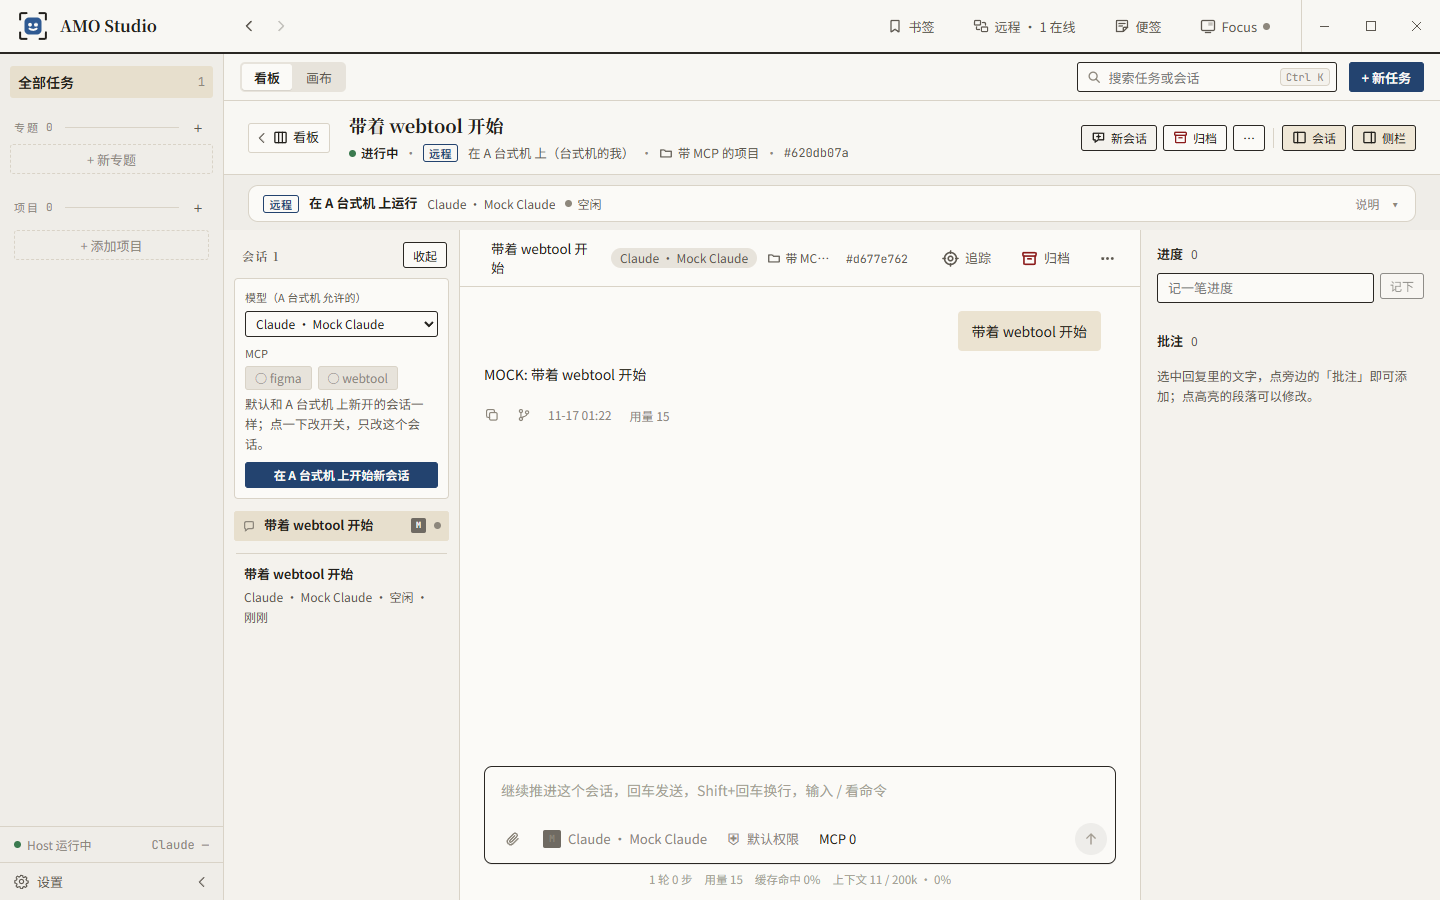 AMO Studio
书签
远程 · 1 在线
便签
Focus
全部任务 1
专题 0
+ 新专题
项目 0
+ 添加项目
Host 运行中 Claude —
设置
看板 画布
搜索任务或会话 Ctrl K
+ 新任务
看板
带着 webtool 开始
进行中 · 远程 在 A 台式机 上（台式机的我） · 带 MCP 的项目 · #620db07a
新会话 归档 ··· 会话 侧栏
远程 在 A 台式机 上运行 Claude · Mock Claude 空闲
说明
会话 1 收起
模型（A 台式机 允许的）
Claude · Mock Claude
MCP
figma webtool
默认和 A 台式机 上新开的会话一
样；点一下改开关，只改这个会
话。
在 A 台式机 上开始新会话
带着 webtool 开始 M
带着 webtool 开始
Claude · Mock Claude · 空闲 ·
刚刚
带着 webtool 开
始
Claude · Mock Claude 带 MC··· #d677e762 追踪 归档 ···
带着 webtool 开始
MOCK: 带着 webtool 开始
11-17 01:22 用量 15
继续推进这个会话，回车发送，Shift+回车换行，输入 / 看命令
M Claude · Mock Claude 默认权限 MCP 0
1 轮 0 步 用量 15 缓存命中 0% 上下文 11 / 200k · 0%
进度 0
记一笔进度 记下
批注 0
选中回复里的文字，点旁边的「批注」即可添
加；点高亮的段落可以修改。